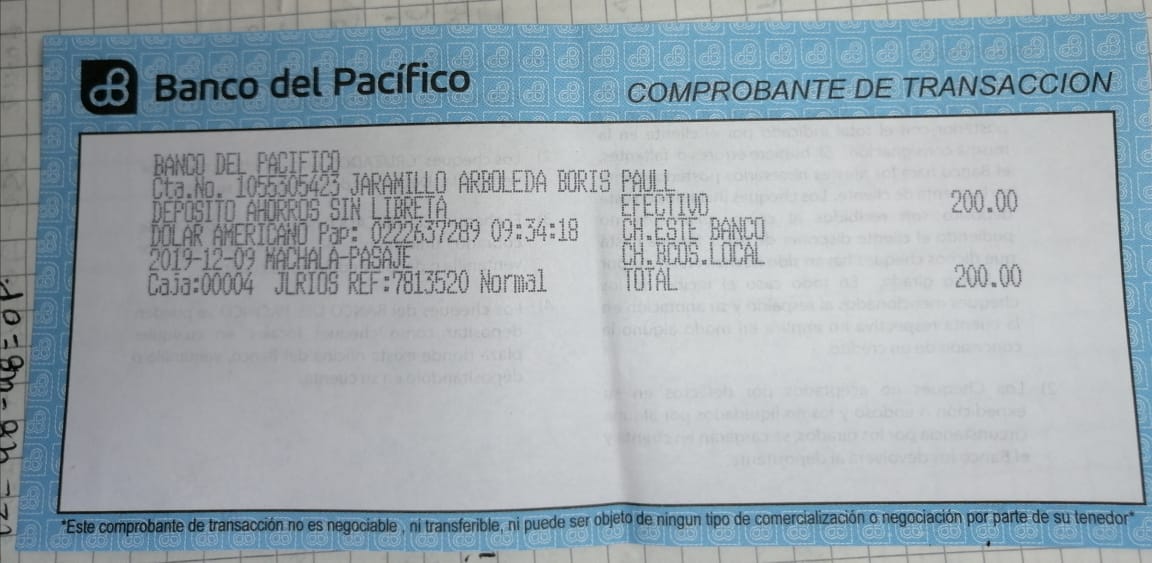 Banco del Pacífico
COMPROBANTE DE TRANSACCION
BANCO DEL PACIFICO
Cta.No. 1055305423 JARAMILLO ARBOLEDA BORIS PAULL
DEPOSITO AHORROS SIN LIBRETA EFECTIVO 200.00
DOLAR AMERICANO Pap: 0222637289 09:34:18 CH.ESTE BANCO
2019-12-09 MACHALA-PASAJE CH.BCOS.LOCAL
Caja:00004 JLRIOS REF:7813520 Normal TOTAL 200.00
*Este comprobante de transacción no es negociable , ni transferible, ni puede ser objeto de ningun tipo de comercialización o negociación por parte de su tenedor*